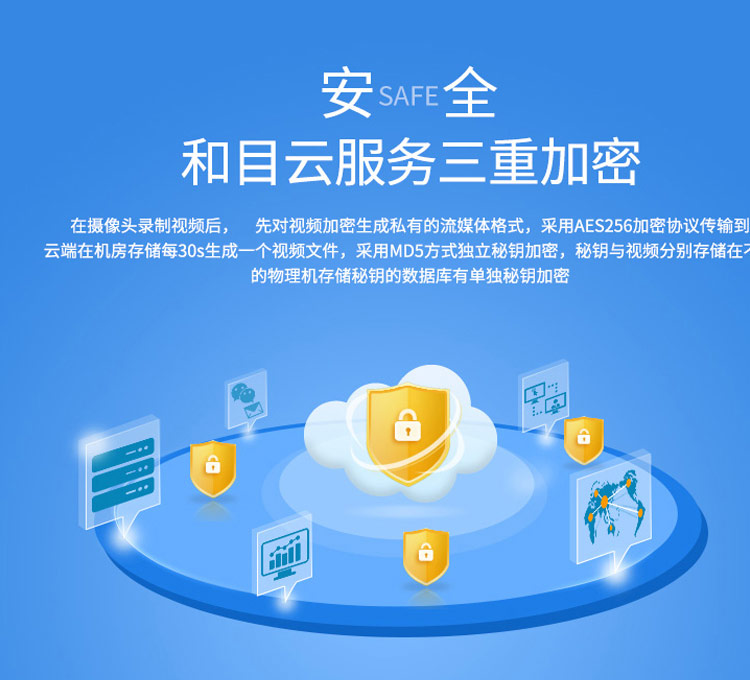 安SAFE全
和目云服务三重加密
在摄像头录制视频后， 先对视频加密生成私有的流媒体格式，采用AES256加密协议传输到
云端在机房存储每30s生成一个视频文件，采用MD5方式独立秘钥加密，秘钥与视频分别存储在
的物理机存储秘钥的数据库有单独秘钥加密